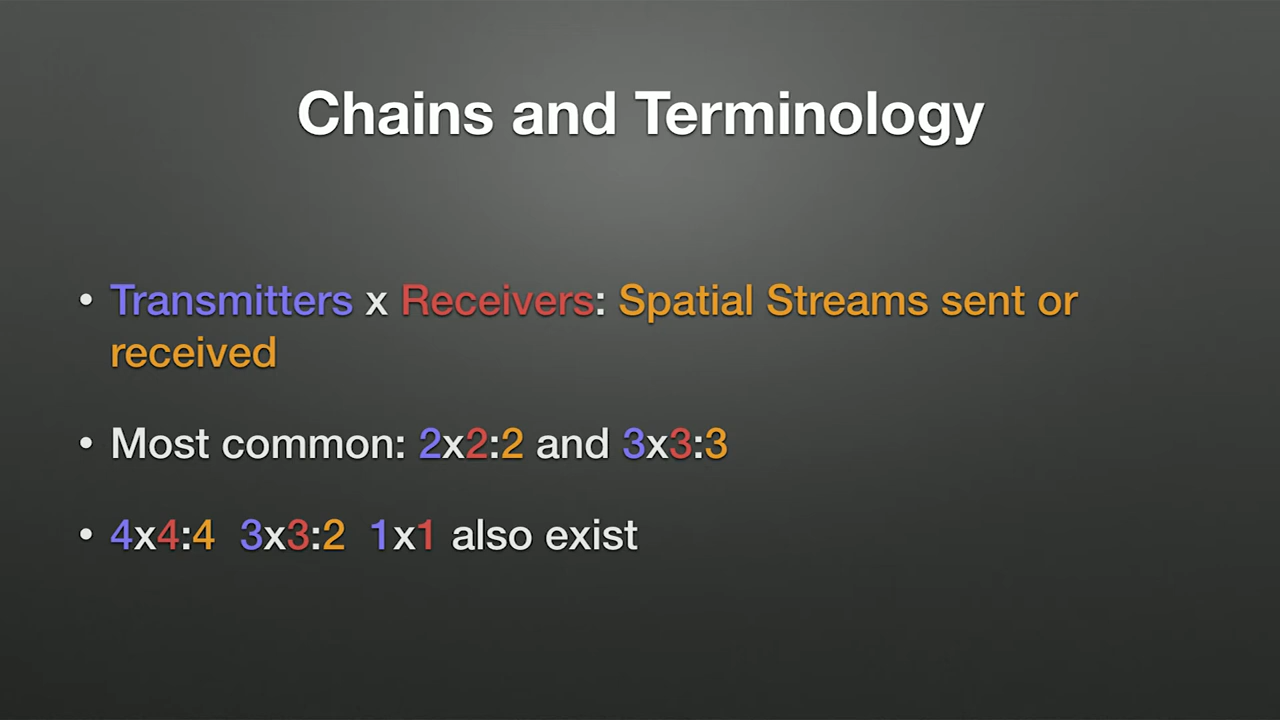 Chains and Terminology
• Transmitters x Receivers: Spatial Streams sent or
received
• Most common: 2x2:2 and 3x3:3
• 4x4:4 3x3:2 1x1 also exist